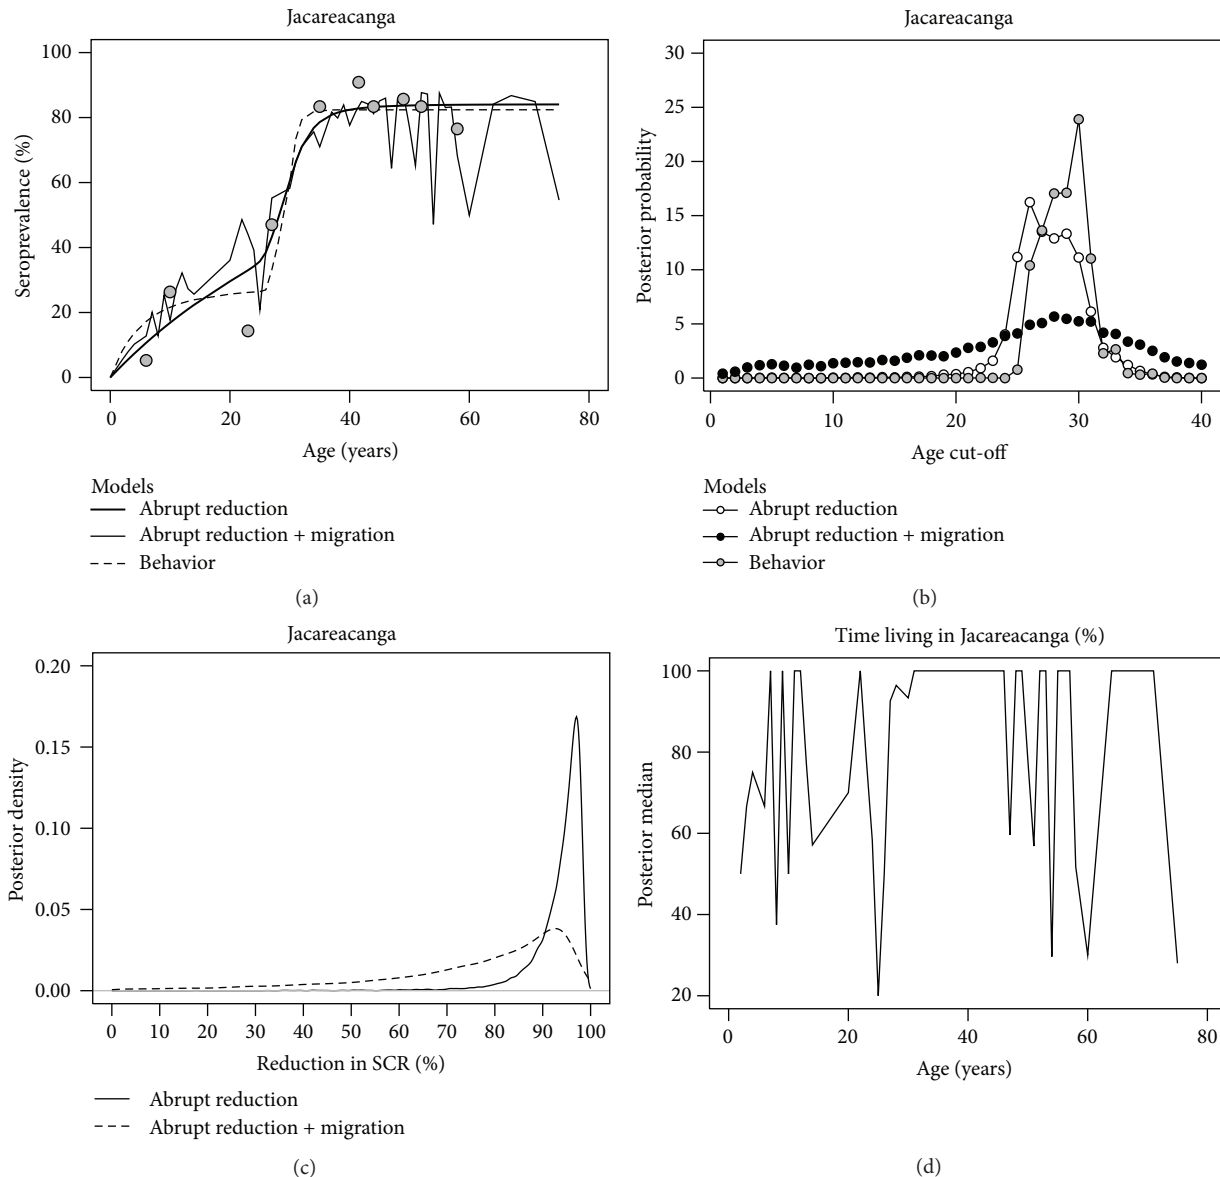 Jacareacanga
100
80
60
40
20
0
Seroprevalence (%)
0 20 40 60 80
Age (years)
Models
Abrupt reduction
Abrupt reduction + migration
Behavior
(a)
Jacareacanga
30
25
20
15
10
5
0
Posterior probability
0 10 20 30 40
Age cut-off
Models
Abrupt reduction
Abrupt reduction + migration
Behavior
(b)
Jacareacanga
0.20
0.15
0.10
0.05
0.00
Posterior density
0 10 20 30 40 50 60 70 80 90 100
Reduction in SCR (%)
Abrupt reduction
Abrupt reduction + migration
(c)
Time living in Jacareacanga (%)
100
80
60
40
20
Posterior median
0 20 40 60 80
Age (years)
(d)